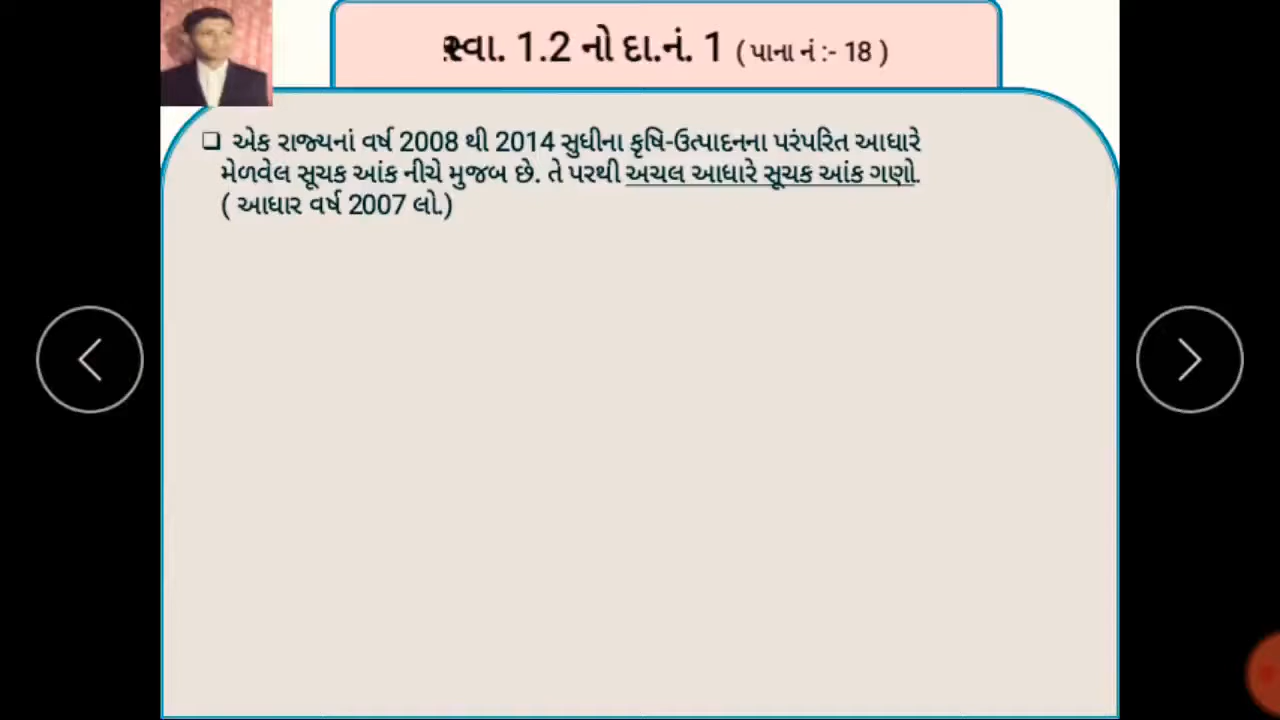 સ્વા. 1.2 નો દા.નં. 1 ( પાના નં :- 18 )
એક રાજ્યનાં વર્ષ 2008 થી 2014 સુધીના કૃષિ-ઉત્પાદનના પરંપરિત આધારે
મેળવેલ સૂચક આંક નીચે મુજબ છે. તે પરથી અચલ આધારે સૂચક આંક ગણો.
( આધાર વર્ષ 2007 લો.)